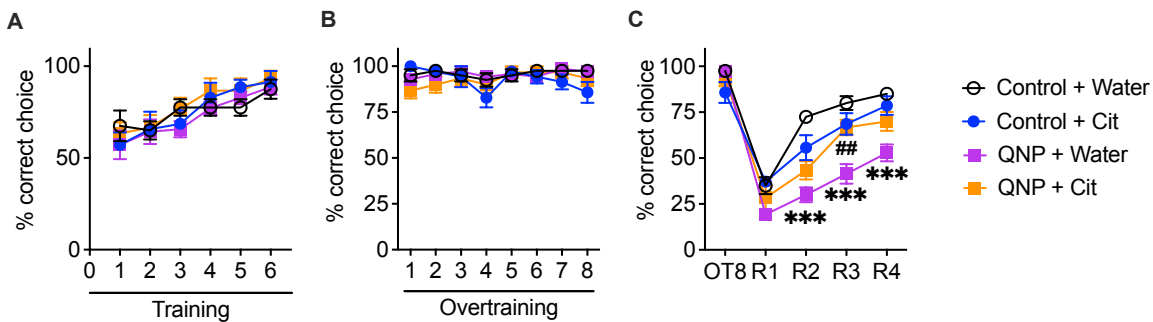 A
% correct choice
100
50
0
0 1 2 3 4 5 6
Training
B
% correct choice
100
75
50
25
0
1 2 3 4 5 6 7 8
Overtraining
C
% correct choice
100
75
50
25
0
##
***
***
***
OT8 R1 R2 R3 R4
Control + Water
Control + Cit
QNP + Water
QNP + Cit